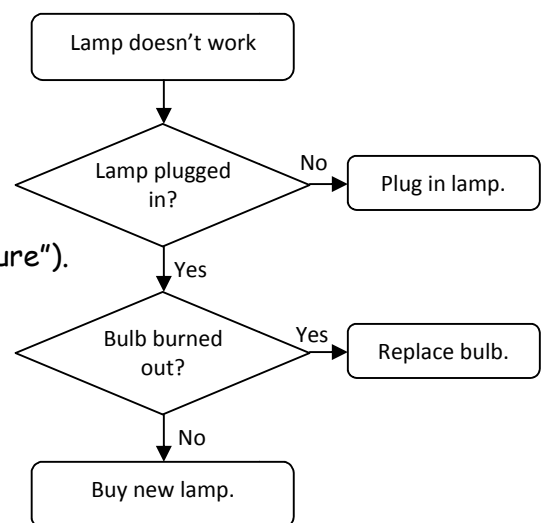 Lamp doesn't work
Lamp plugged
in?
No
Plug in lamp.
ure").
Yes
Bulb burned
out?
Yes
Replace bulb.
No
Buy new lamp.